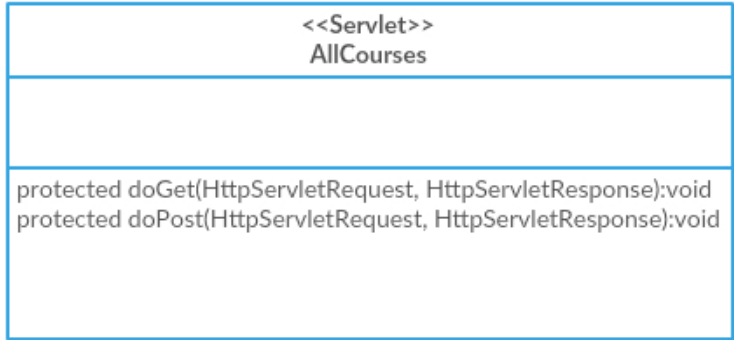 <<Servlet>>
AllCourses
protected doGet(HttpServletRequest, HttpServletResponse):void
protected doPost(HttpServletRequest, HttpServletResponse):void